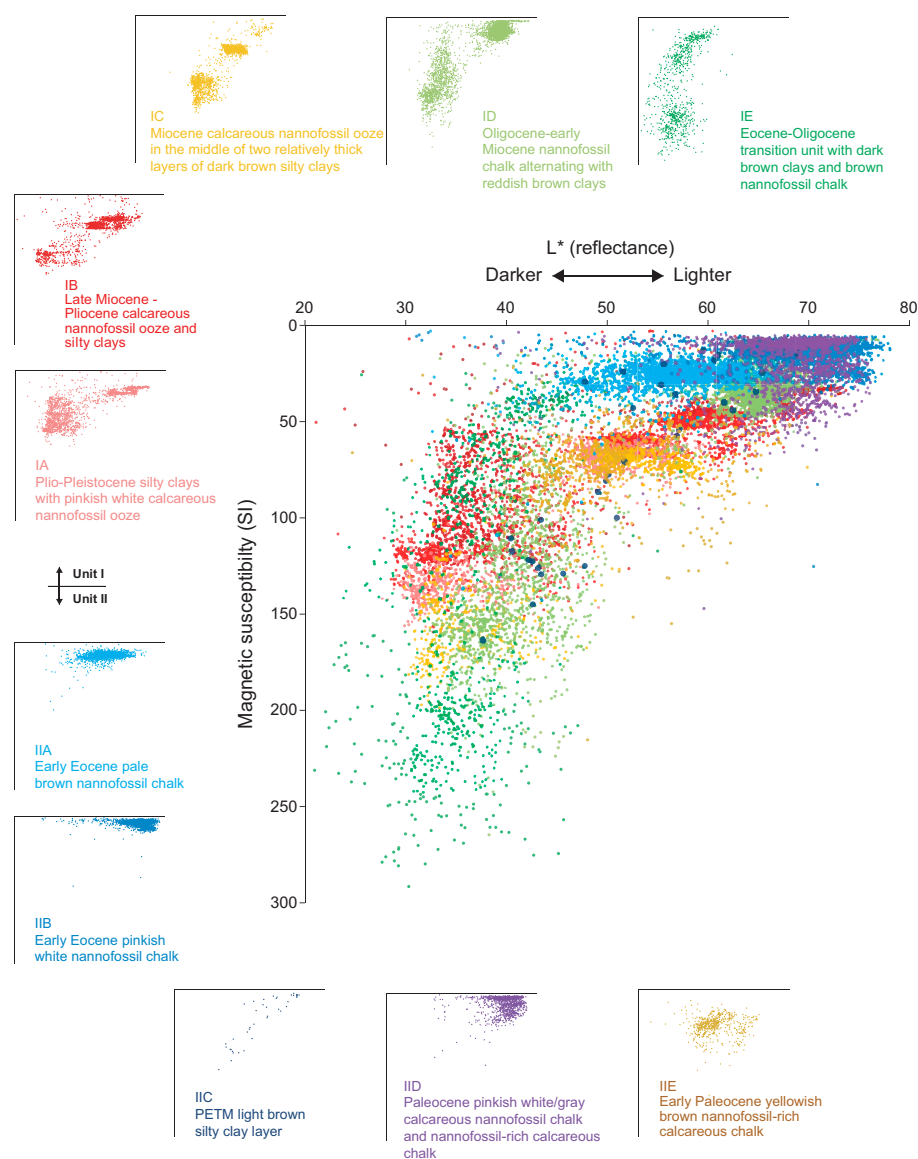 IC
Miocene calcareous nannofossil ooze
in the middle of two relatively thick
layers of dark brown silty clays
ID
Oligocene-early
Miocene nannofossil
chalk alternating with
reddish brown clays
IE
Eocene-Oligocene
transition unit with dark
brown clays and brown
nannofossil chalk
IB
Late Miocene -
Pliocene calcareous
nannofossil ooze and
silty clays
IA
Plio-Pleistocene silty clays
with pinkish white calcareous
nannofossil ooze
Unit I
Unit II
IIA
Early Eocene pale
brown nannofossil chalk
IIB
Early Eocene pinkish
white nannofossil chalk
L* (reflectance)
Darker Lighter
20 30 40 50 60 70 80
0
50
100
150
200
250
300
Magnetic susceptibilty (SI)
IIC
PETM light brown
silty clay layer
IID
Paleocene pinkish white/gray
calcareous nannofossil chalk
and nannofossil-rich calcareous
chalk
IIE
Early Paleocene yellowish
brown nannofossil-rich
calcareous chalk